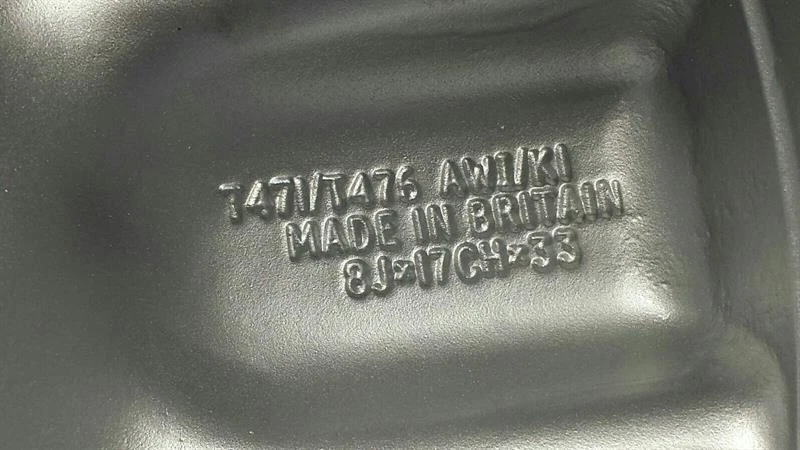 T471/T476 AW1/K1
MADE IN BRITAIN
8J×17CH×33